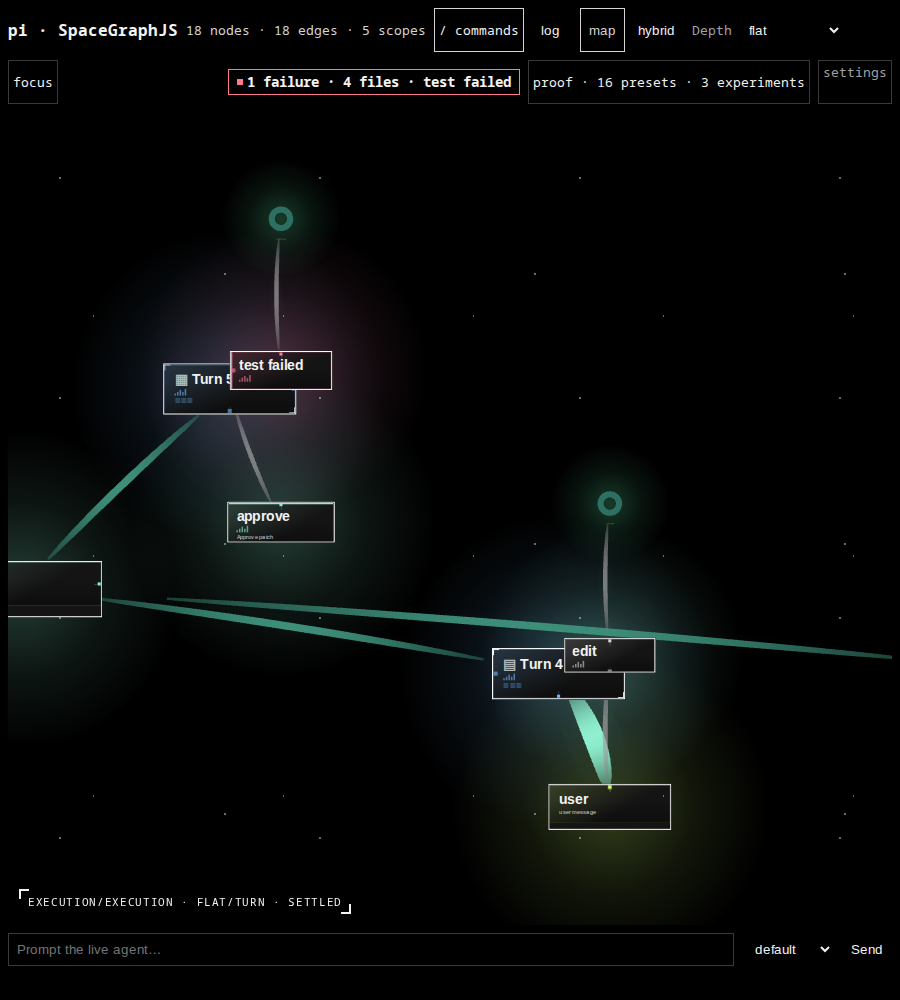 pi · SpaceGraphJS 18 nodes · 18 edges · 5 scopes / commands log map hybrid Depth flat
focus 1 failure · 4 files · test failed proof · 16 presets · 3 experiments settings
test failed
Turn 5
approve
Approve patch
edit
Turn 4
user
user message
EXECUTION/EXECUTION · FLAT/TURN · SETTLED
Prompt the live agent… default Send